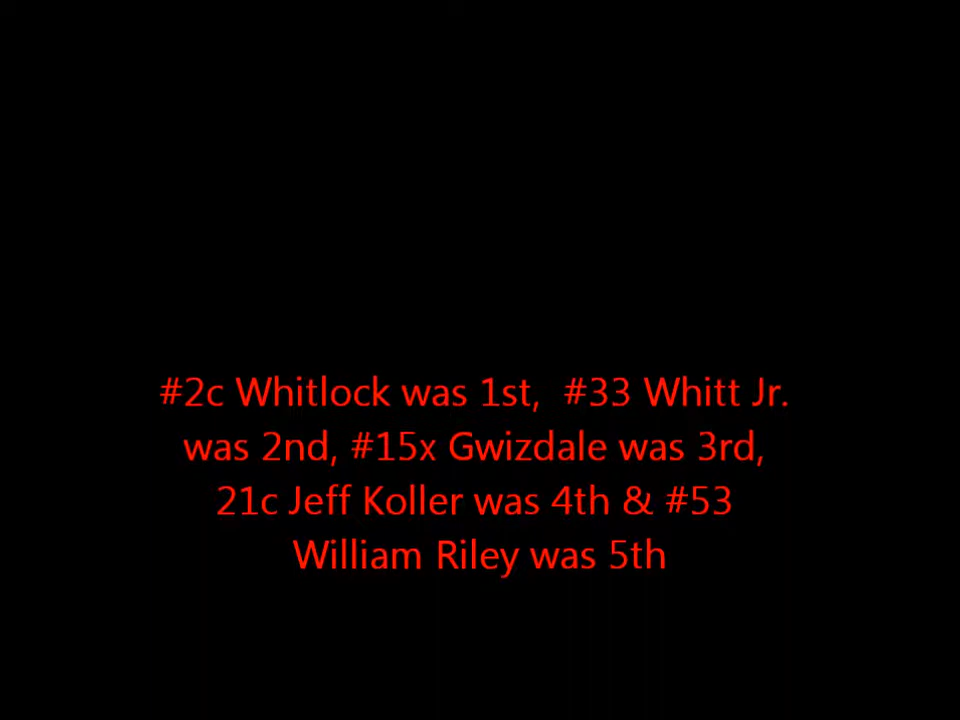 #2c Whitlock was 1st,  #33 Whitt Jr.
was 2nd, #15x Gwizdale was 3rd,
21c Jeff Koller was 4th & #53
William Riley was 5th